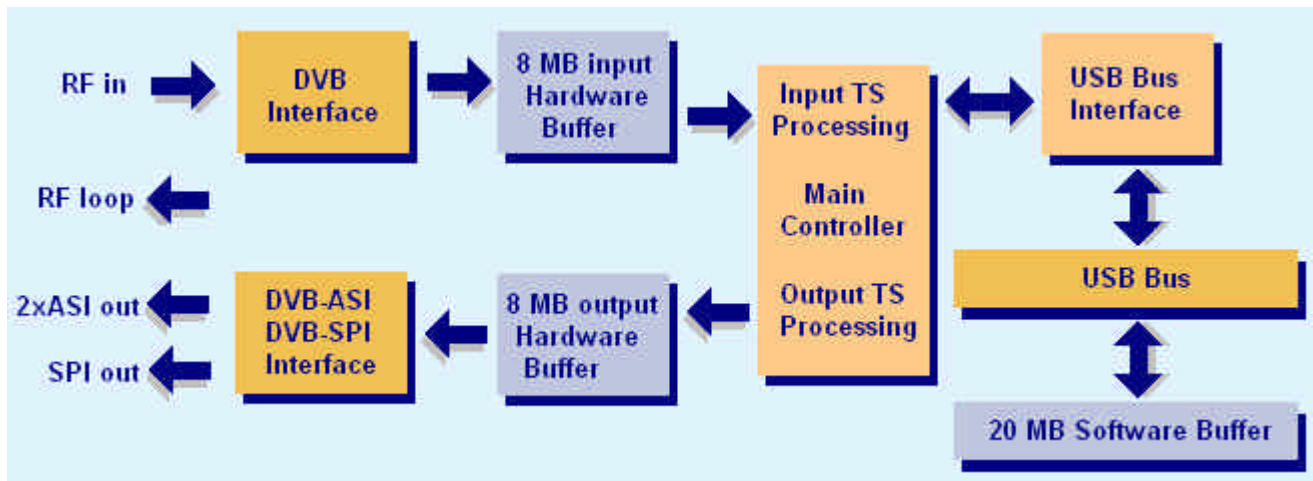 RF in
DVB
Interface
8 MB input
Hardware
Buffer
Input TS
Processing
USB Bus
Interface
RF loop
Main
Controller
2xASI out
SPI out
DVB-ASI
DVB-SPI
Interface
8 MB output
Hardware
Buffer
Output TS
Processing
USB Bus
20 MB Software Buffer